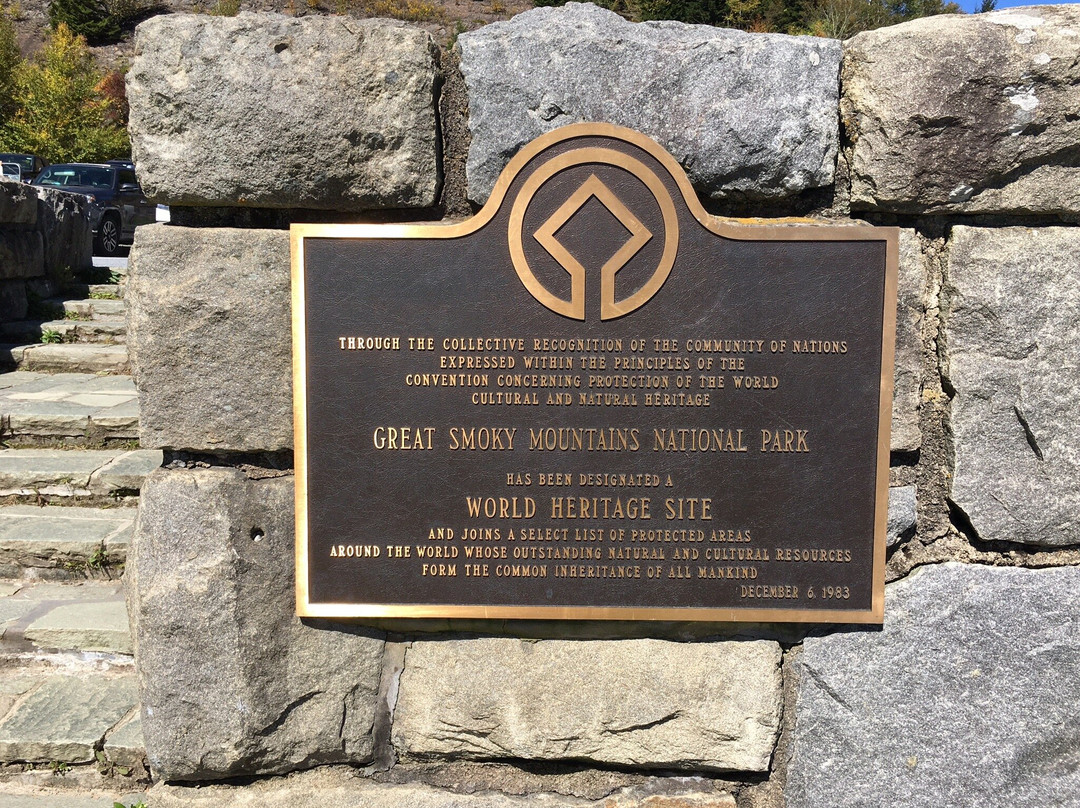 THROUGH THE COLLECTIVE RECOGNITION OF THE COMMUNITY OF NATIONS
EXPRESSED WITHIN THE PRINCIPLES OF THE
CONVENTION CONCERNING PROTECTION OF THE WORLD
CULTURAL AND NATURAL HERITAGE
GREAT SMOKY MOUNTAINS NATIONAL PARK
HAS BEEN DESIGNATED A
WORLD HERITAGE SITE
AND JOINS A SELECT LIST OF PROTECTED AREAS
AROUND THE WORLD WHOSE OUTSTANDING NATURAL AND CULTURAL RESOURCES
FORM THE COMMON INHERITANCE OF ALL MANKIND
DECEMBER 6, 1983